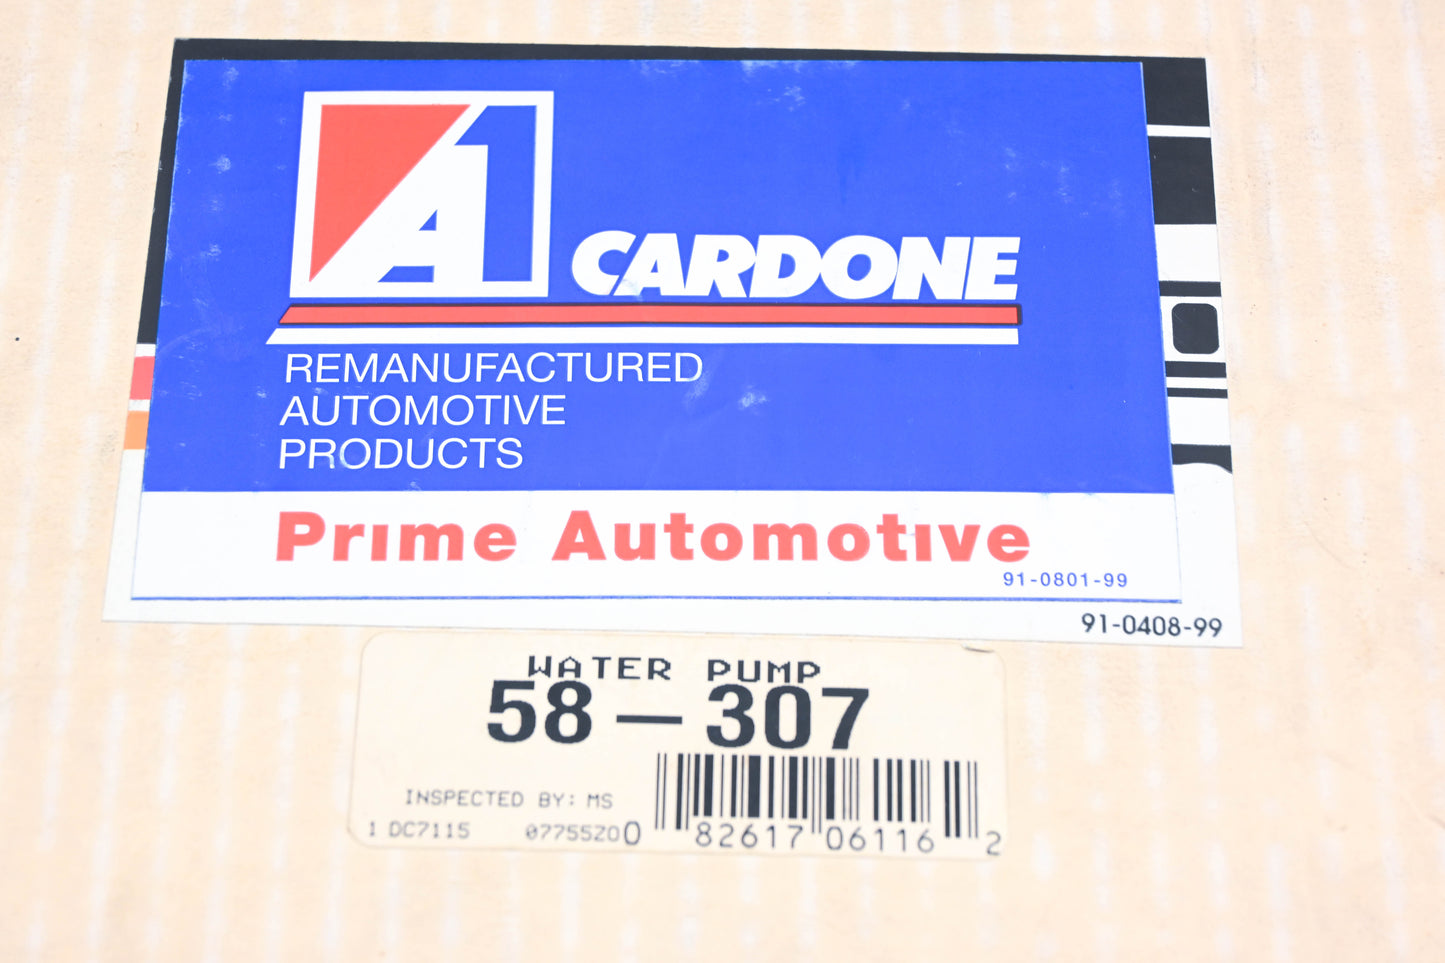 A1 CARDONE
REMANUFACTURED
AUTOMOTIVE
PRODUCTS
Prime Automotive
91-0801-99
91-0408-99
WATER PUMP
58-307
INSPECTED BY: MS
1 DC7115 0775520
0 82617 06116 2